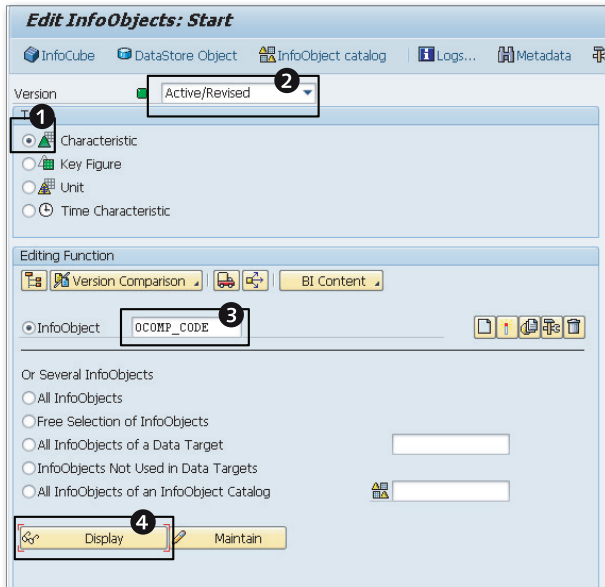 Edit InfoObjects: Start
InfoCube DataStore Object InfoObject catalog Logs... Metadata
Version Active/Revised 2
1
Characteristic
Key Figure
Unit
Time Characteristic
Editing Function
Version Comparison BI Content
InfoObject 0COMP_CODE 3
Or Several InfoObjects
All InfoObjects
Free Selection of InfoObjects
All InfoObjects of a Data Target
InfoObjects Not Used in Data Targets
All InfoObjects of an InfoObject Catalog
4
Display Maintain